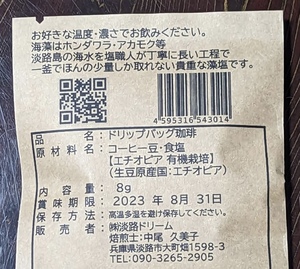 お好きな温度・濃さでお飲みください。
海藻はホンダワラ・アカモク等
淡路島の海水を塩職人が丁寧に長い工程で
一釜でほんの少量しか取れない貴重な藻塩です。
4595316543014
品名 ：ドリップバッグ珈琲
原材料名：コーヒー豆・食塩
【エチオピア 有機栽培】
（生豆原産国：エチオピア）
内容量：8g
賞味期限：2023年 8月 31日
保存方法：高温多湿を避け保存してください。
販売者：㈱淡路ドリーム
焙煎士：中尾 久美子
兵庫県淡路市大町畑1598-3
TEL:090-3265-2905